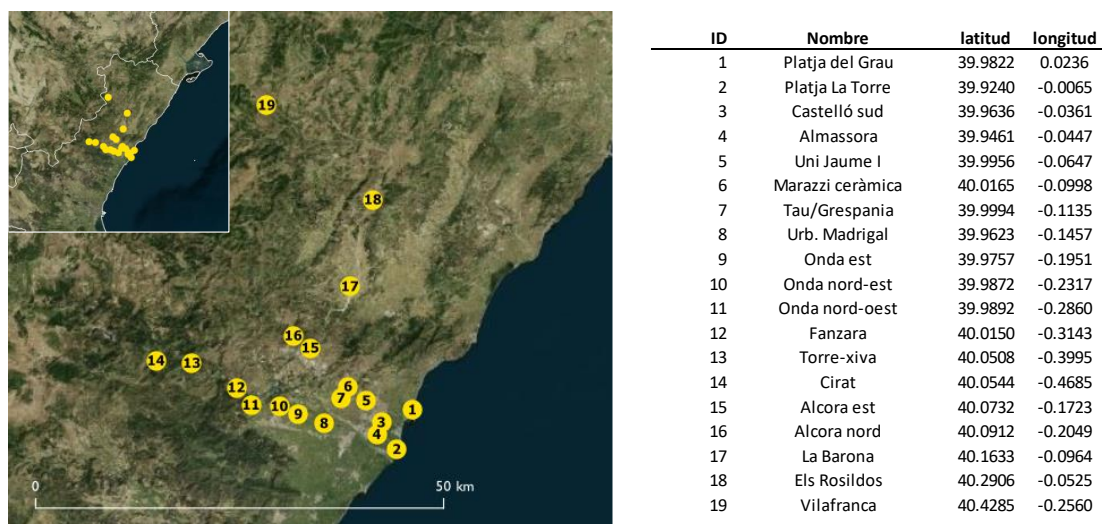 19
18
17
16
15
14
13
12
11
10
9
8
7
6
5
1
3
4
2
0
50 km
ID Nombre latitud longitud
1 Platja del Grau 39.9822 0.0236
2 Platja La Torre 39.9240 -0.0065
3 Castelló sud 39.9636 -0.0361
4 Almassora 39.9461 -0.0447
5 Uni Jaume I 39.9956 -0.0647
6 Marazzi ceràmica 40.0165 -0.0998
7 Tau/Grespania 39.9994 -0.1135
8 Urb. Madrigal 39.9623 -0.1457
9 Onda est 39.9757 -0.1951
10 Onda nord-est 39.9872 -0.2317
11 Onda nord-oest 39.9892 -0.2860
12 Fanzara 40.0150 -0.3143
13 Torre-xiva 40.0508 -0.3995
14 Cirat 40.0544 -0.4685
15 Alcora est 40.0732 -0.1723
16 Alcora nord 40.0912 -0.2049
17 La Barona 40.1633 -0.0964
18 Els Rosildos 40.2906 -0.0525
19 Vilafranca 40.4285 -0.2560